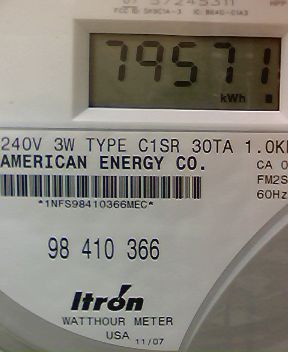 79571
kWh
240V 3W TYPE C1SR 30TA 1.0K
AMERICAN ENERGY CO.
CA 0
FM2S
60Hz
*1NFS98410366MEC*
98 410 366
Itron
WATTHOUR METER
USA 11/07